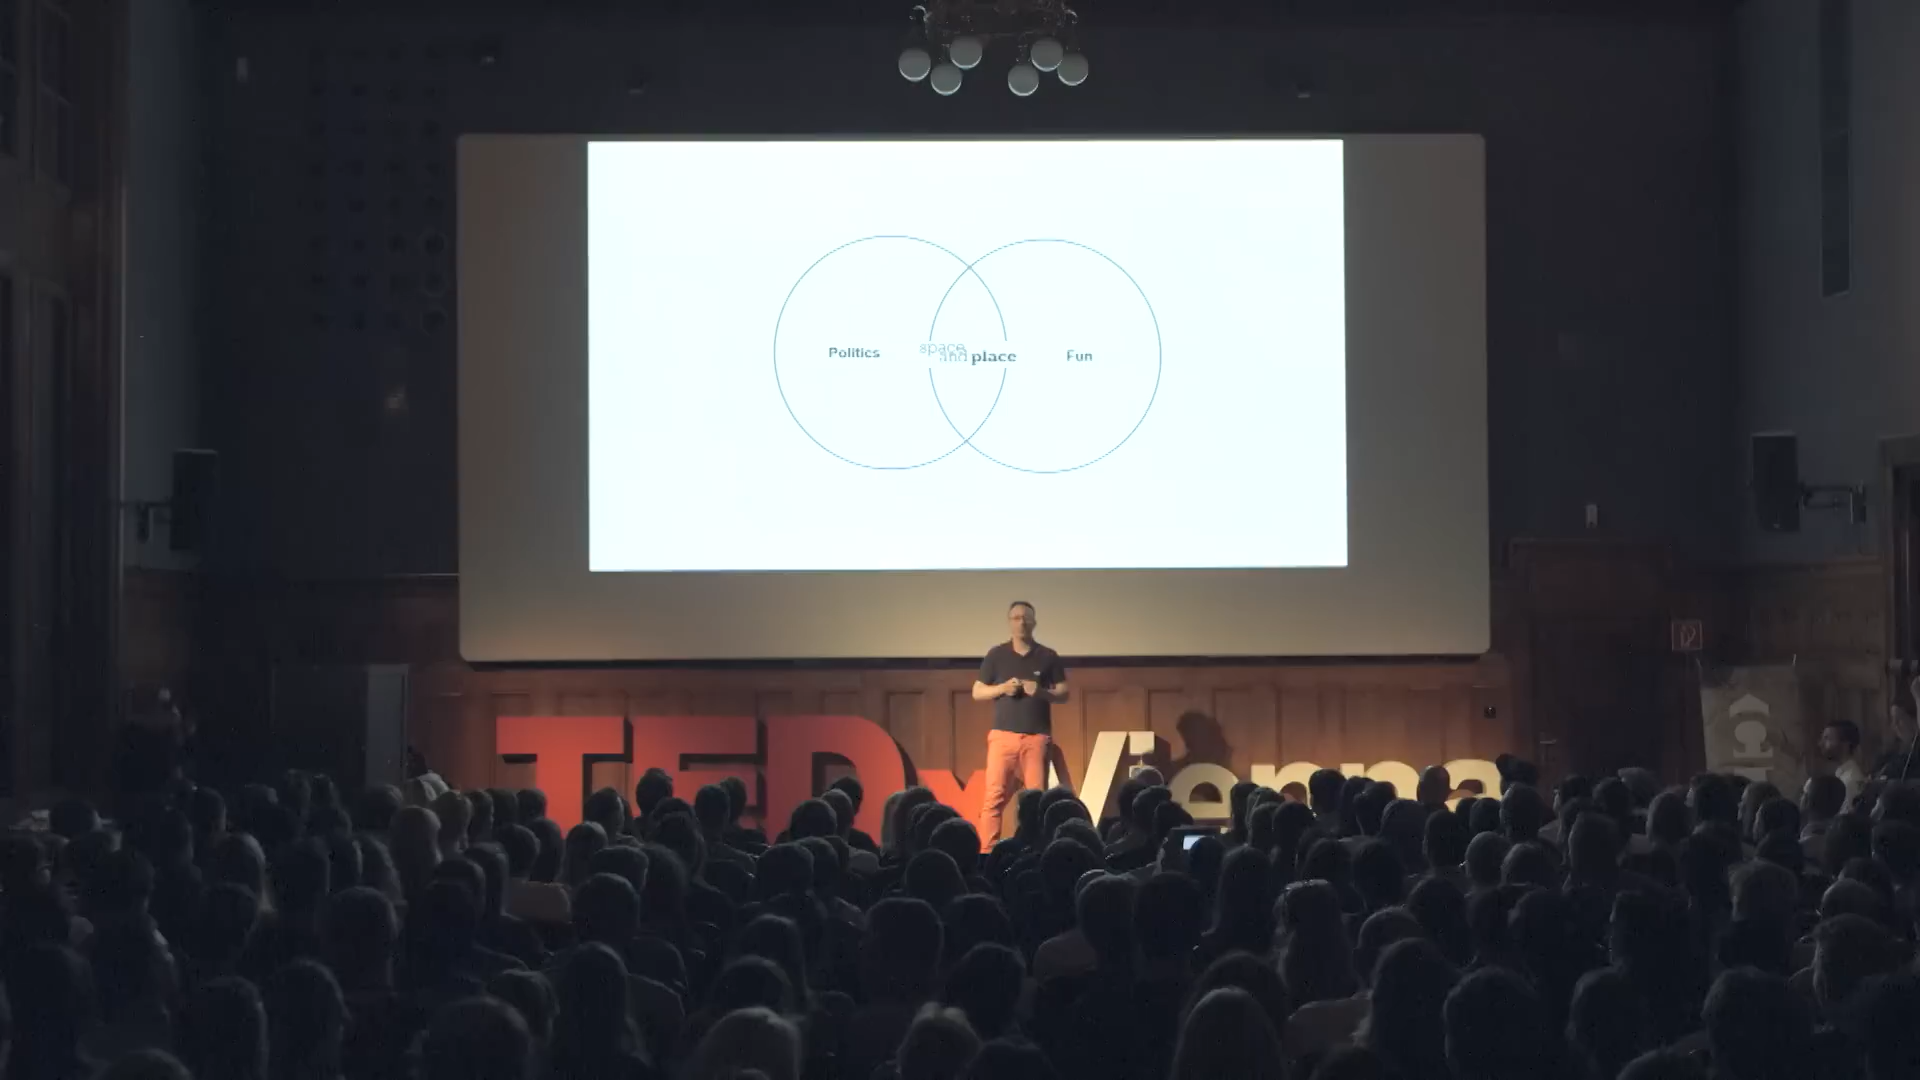 Politics
space
and place
Fun
TEDxVienna